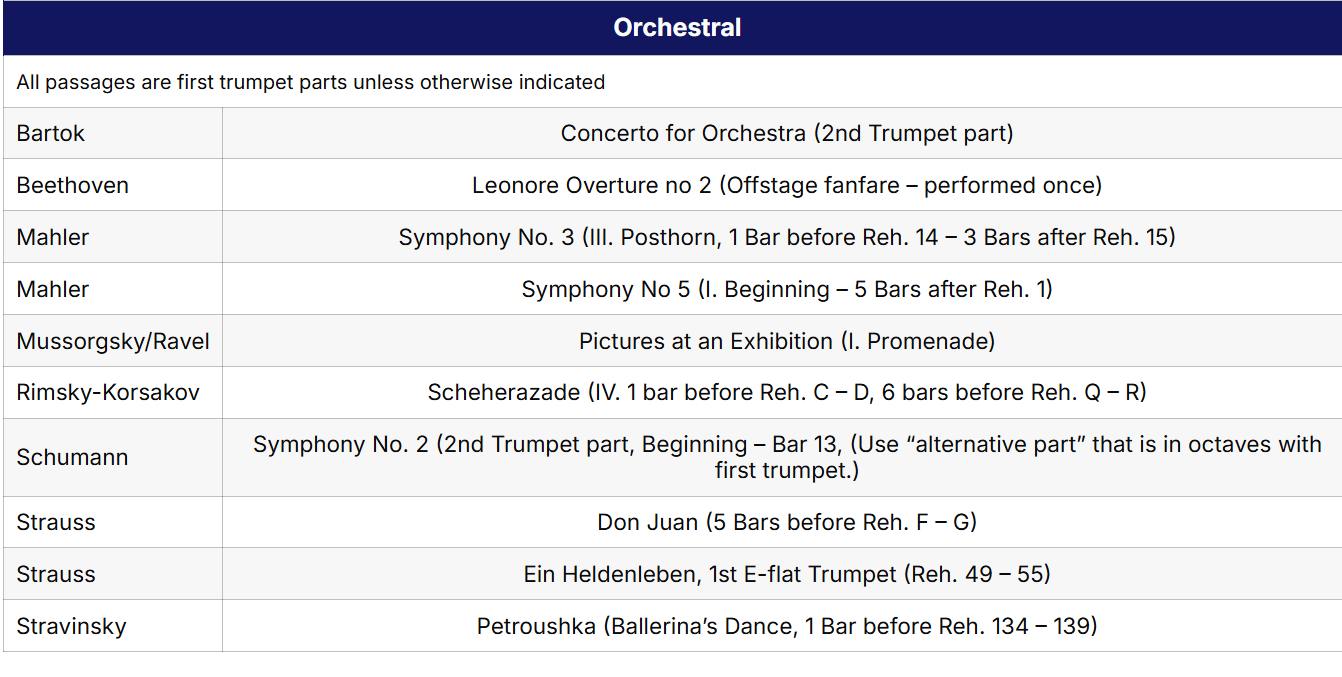 Orchestral
All passages are first trumpet parts unless otherwise indicated
Bartok Concerto for Orchestra (2nd Trumpet part)
Beethoven Leonore Overture no 2 (Offstage fanfare – performed once)
Mahler Symphony No. 3 (III. Posthorn, 1 Bar before Reh. 14 – 3 Bars after Reh. 15)
Mahler Symphony No 5 (I. Beginning – 5 Bars after Reh. 1)
Mussorgsky/Ravel Pictures at an Exhibition (I. Promenade)
Rimsky-Korsakov Scheherazade (IV. 1 bar before Reh. C – D, 6 bars before Reh. Q – R)
Schumann Symphony No. 2 (2nd Trumpet part, Beginning – Bar 13, (Use “alternative part” that is in octaves with
first trumpet.)
Strauss Don Juan (5 Bars before Reh. F – G)
Strauss Ein Heldenleben, 1st E-flat Trumpet (Reh. 49 – 55)
Stravinsky Petroushka (Ballerina’s Dance, 1 Bar before Reh. 134 – 139)